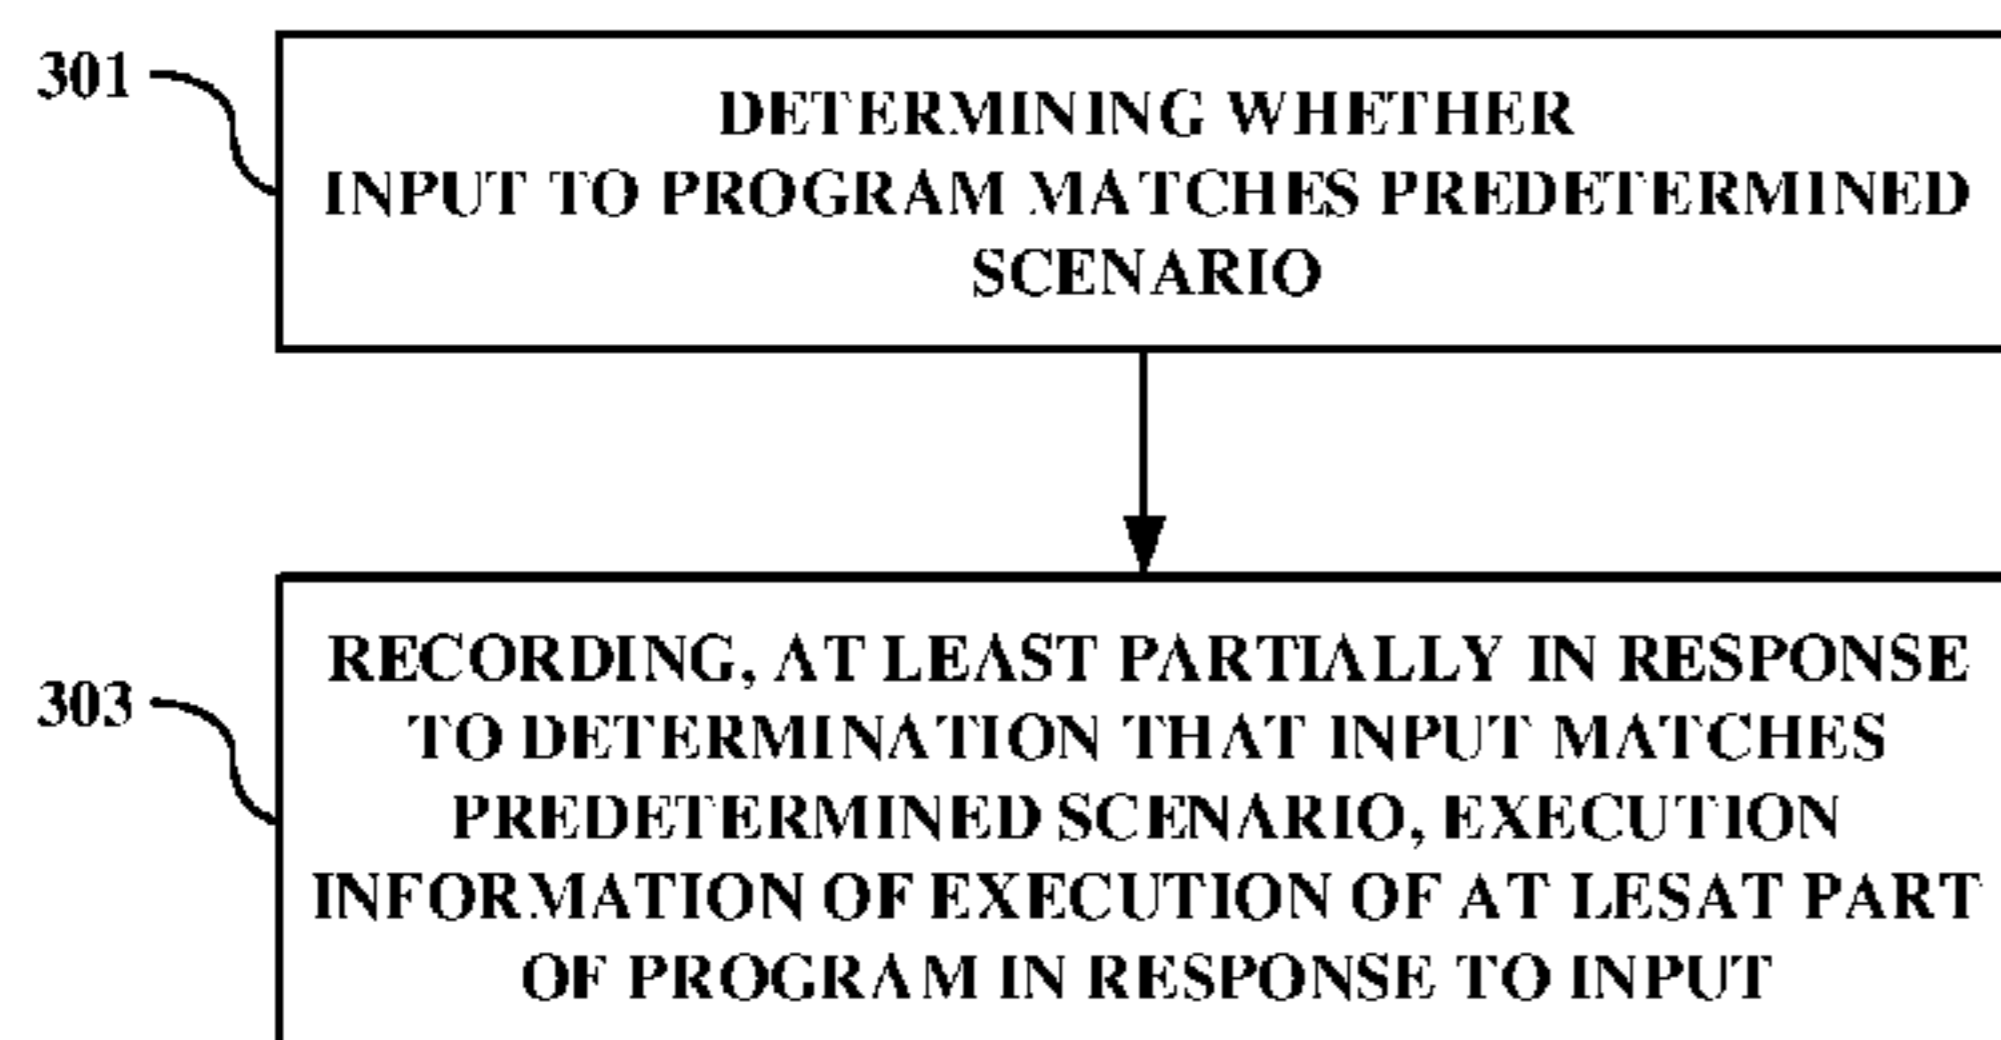 301
DETERMINING WHETHER
INPUT TO PROGRAM MATCHES PREDETERMINED
SCENARIO
303
RECORDING, AT LEAST PARTIALLY IN RESPONSE
TO DETERMINATION THAT INPUT MATCHES
PREDETERMINED SCENARIO, EXECUTION
INFORMATION OF EXECUTION OF AT LESAT PART
OF PROGRAM IN RESPONSE TO INPUT